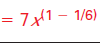 = 7x(1 − 1/6)